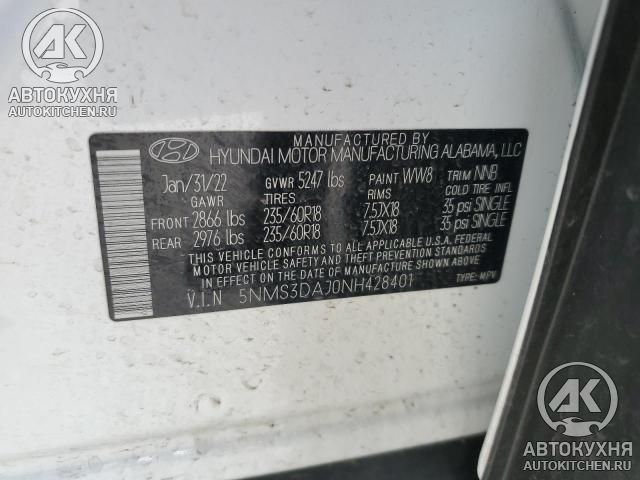 AK
АВТОКУХНЯ
AUTOKITCHEN.RU
MANUFACTURED BY
HYUNDAI MOTOR MANUFACTURING ALABAMA, LLC
Jan/31/22 GVWR 5247 lbs PAINT WW8 TRIM NNB
GAWR TIRES RIMS COLD TIRE INFL
FRONT 2866 lbs 235/60R18 7.5JX18 35 psi SINGLE
REAR 2976 lbs 235/60R18 7.5JX18 35 psi SINGLE
THIS VEHICLE CONFORMS TO ALL APPLICABLE U.S.A. FEDERAL
MOTOR VEHICLE SAFETY AND THEFT PREVENTION STANDARDS
IN EFFECT ON THE DATE OF MANUFACTURE SHOWN ABOVE.
V.I.N 5NMS3DAJ0NH428401 TYPE: MPV
AK
АВТОКУХНЯ
AUTOKITCHEN.RU